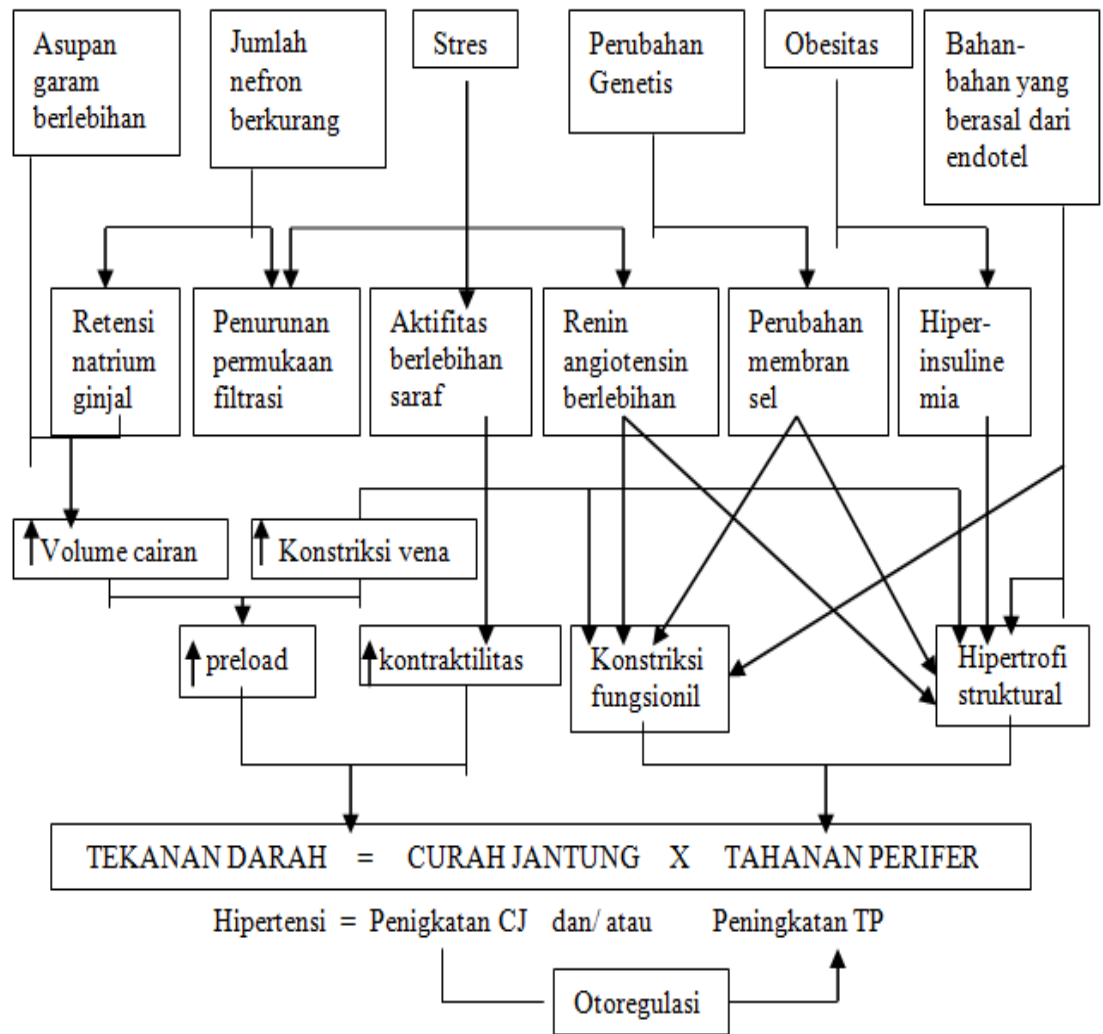 Asupan
garam
berlebihan
Jumlah
nefron
berkurang
Stres
Perubahan
Genetis
Obesitas
Bahan-
bahan yang
berasal dari
endotel
Retensi
natrium
ginjal
Penurunan
permukaan
filtrasi
Aktifitas
berlebihan
saraf
Renin
angiotensin
berlebihan
Perubahan
membran
sel
Hiper-
insuline
mia
Volume cairan
Konstriksi vena
preload
kontraktilitas
Konstriksi
fungsionil
Hipertrofi
struktural
TEKANAN DARAH = CURAH JANTUNG X TAHANAN PERIFER
Hipertensi = Penigkatan CJ dan/ atau Peningkatan TP
Otoregulasi